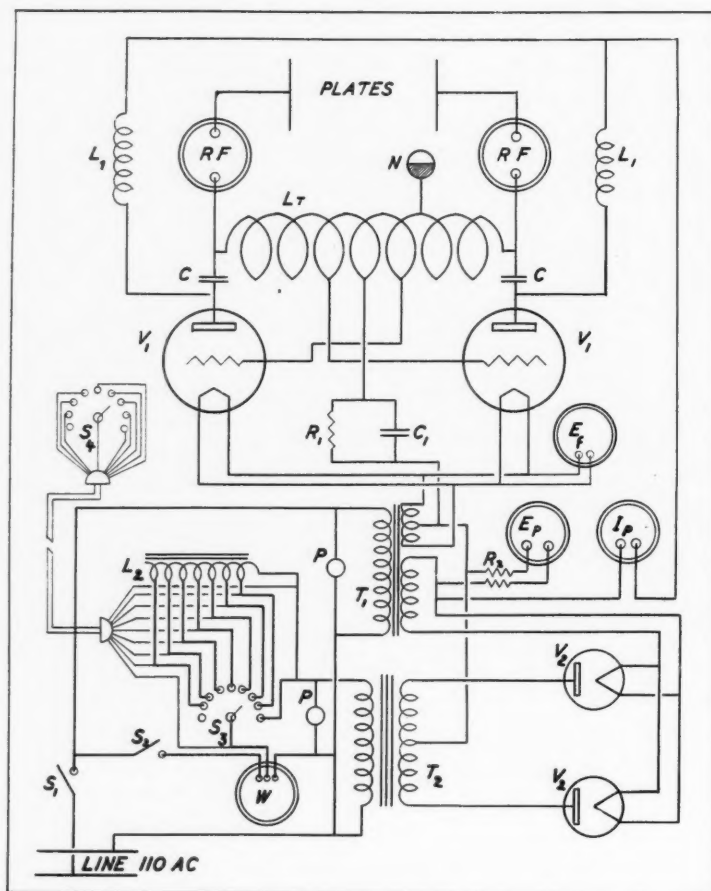 PLATES
L1
RF
N
RF
L1
LT
C
C
V1
V1
S4
R1
C1
Ef
L2
P
T1
EP
R2
IP
V2
S3
P
S2
W
T2
S1
V2
LINE 110 AC